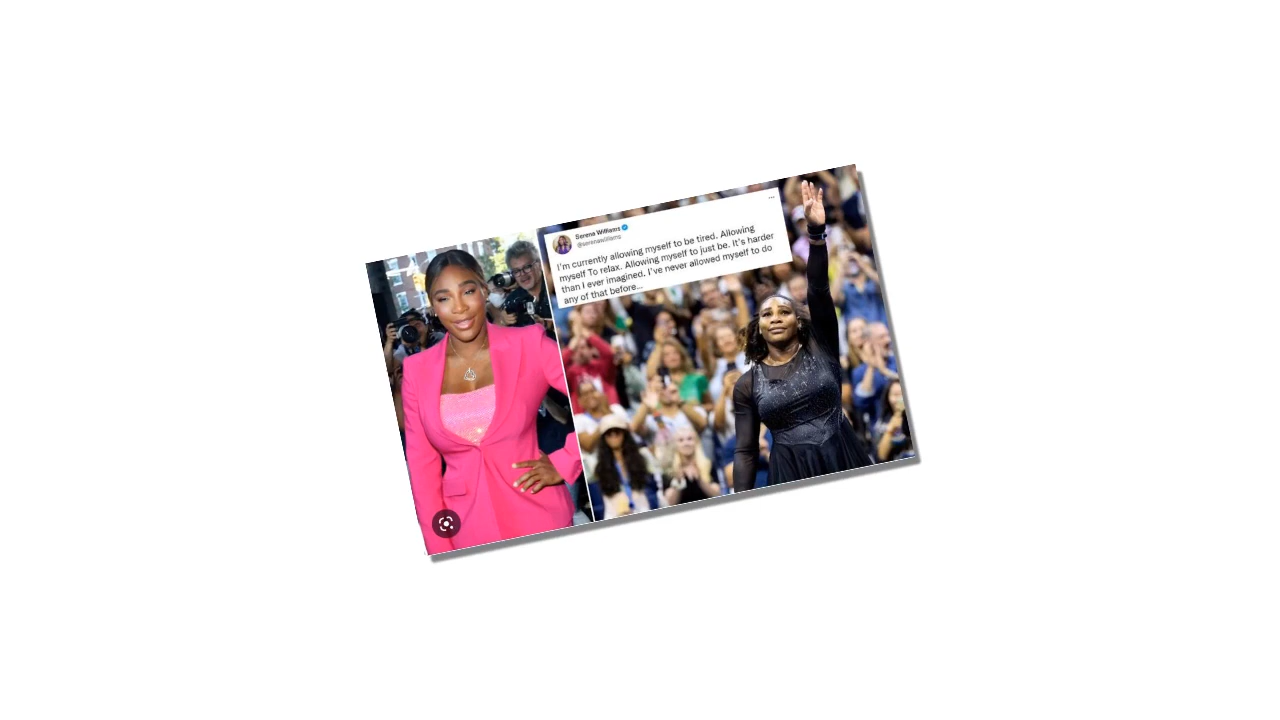 Serena Williams
@serenawilliams
I'm currently allowing myself to be tired. Allowing
myself To relax. Allowing myself to just be. It's harder
than I ever imagined. I've never allowed myself to do
any of that before...